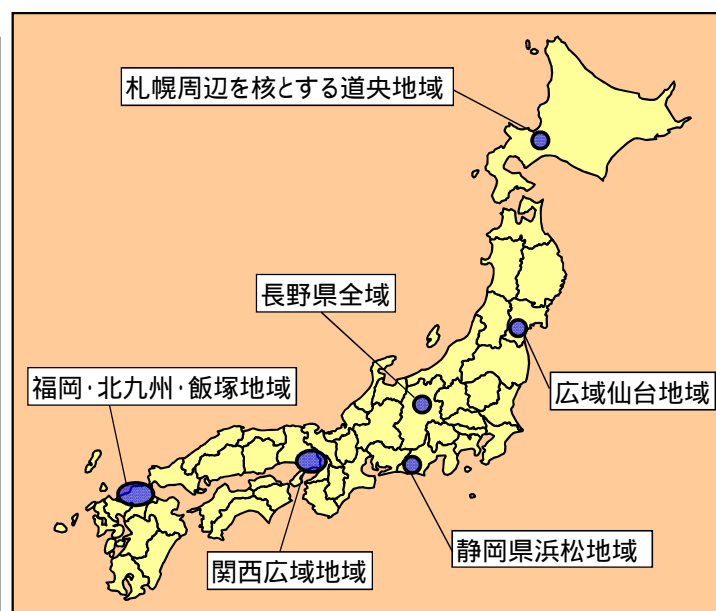 札幌周辺を核とする道央地域
長野県全域
福岡・北九州・飯塚地域
広域仙台地域
静岡県浜松地域
関西広域地域